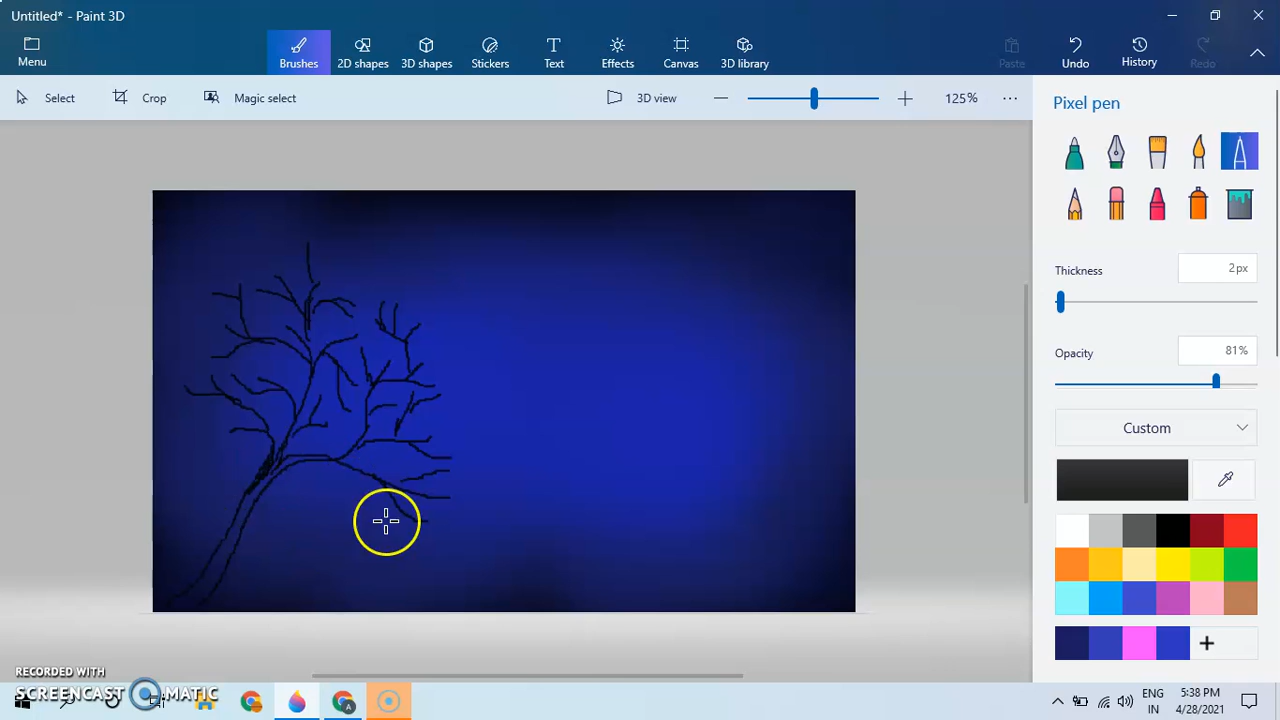 Untitled* - Paint 3D
Menu
Brushes
2D shapes
3D shapes
Stickers
Text
Effects
Canvas
3D library
Paste
Undo
History
Redo
Select
Crop
Magic select
3D view
125%
Pixel pen
Thickness
2px
Opacity
81%
Custom
RECORDED WITH
SCREENCAST MATIC
ENG
IN
5:38 PM
4/28/2021